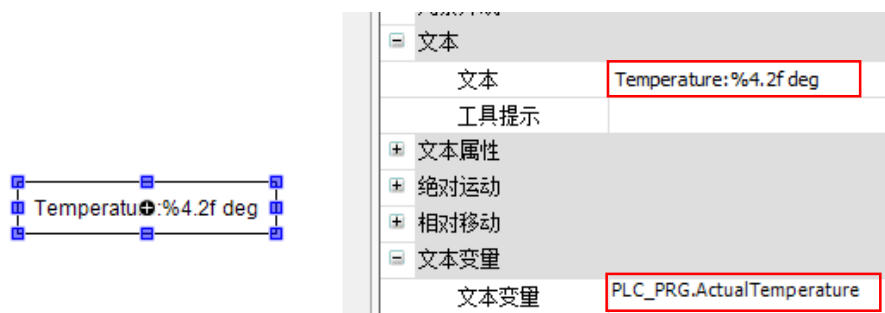 文本
文本 Temperature:%4.2f deg
工具提示
文本属性
绝对运动
Temperatu:%4.2f deg
相对移动
文本变量
文本变量 PLC_PRG.ActualTemperature